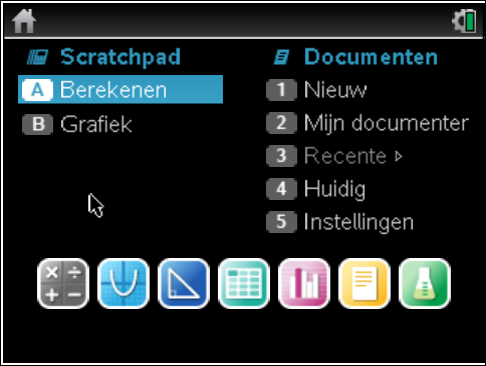 Scratchpad
A Berekenen
B Grafiek
Documenten
1 Nieuw
2 Mijn documenter
3 Recente ▹
4 Huidig
5 Instellingen